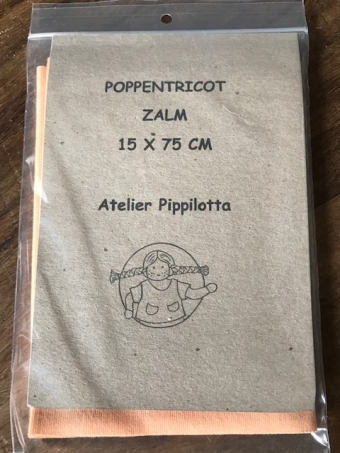 POPPENTRICOT
ZALM
15 X 75 CM
Atelier Pippilotta